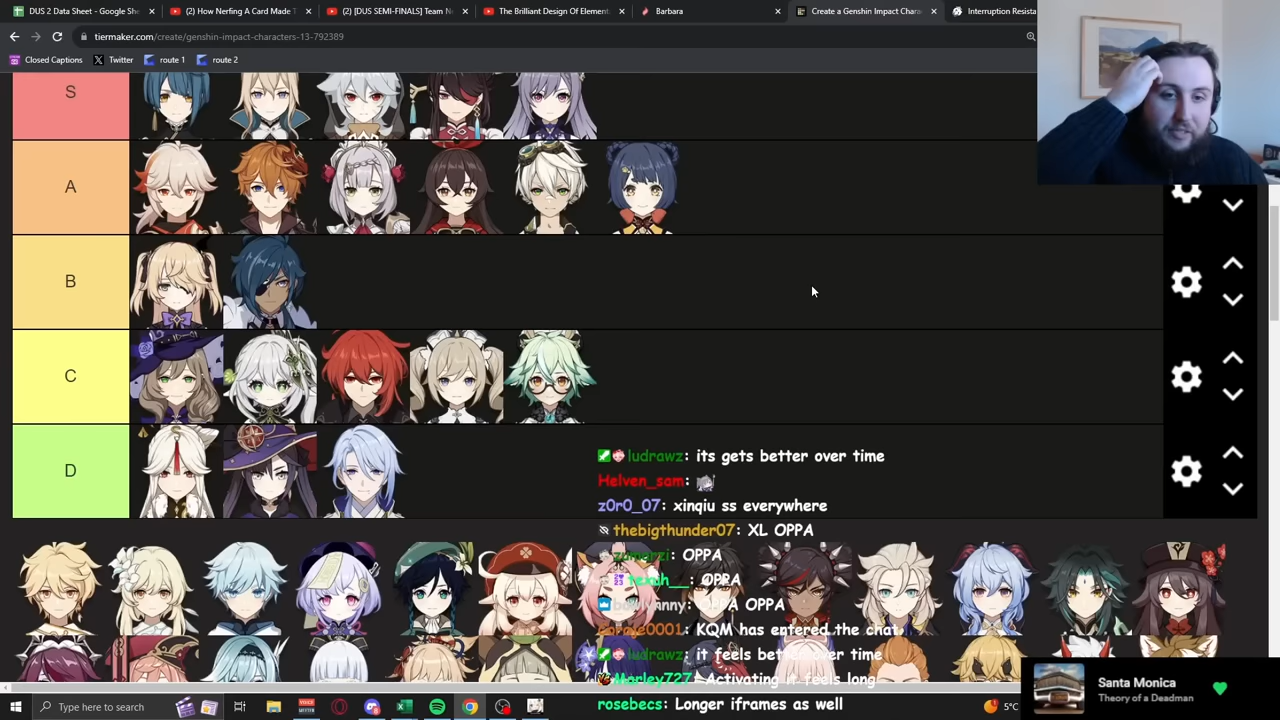 DUS 2 Data Sheet - Google She
(2) How Nerfing A Card Made T
(2) [DUS SEMI-FINALS] Team N
The Brilliant Design Of Element
Barbara
Create a Genshin Impact Chara
Interruption Resista
tiermaker.com/create/genshin-impact-characters-13-792389
Closed Captions
Twitter
route 1
route 2
S
A
B
C
D
ludrawz: its gets better over time
Helven_sam:
z0r0_07: xinqiu ss everywhere
thebigthunder07: XL OPPA
OPPA
OPPA
OPPA OPPA
KQM has entered the chat
ludrawz: it feels better over time
Morley727: Activating it feels long
rosebecs: Longer iframes as well
Santa Monica
Theory of a Deadman
Type here to search
5°C